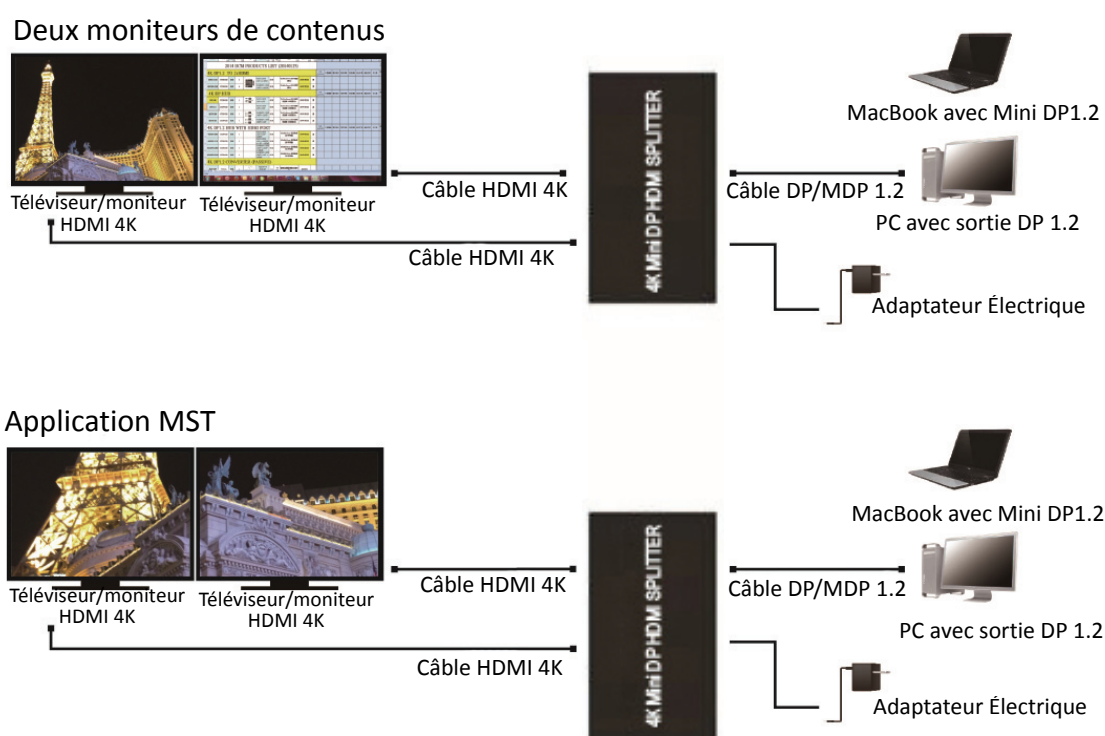 Deux moniteurs de contenus
MacBook avec Mini DP1.2
Téléviseur/moniteur
HDMI 4K
Téléviseur/moniteur
HDMI 4K
Câble HDMI 4K
Câble HDMI 4K
4K Mini DP HDM SPLITTER
Câble DP/MDP 1.2
PC avec sortie DP 1.2
Adaptateur Électrique
Application MST
MacBook avec Mini DP1.2
Téléviseur/moniteur
HDMI 4K
Téléviseur/moniteur
HDMI 4K
Câble HDMI 4K
Câble HDMI 4K
4K Mini DP HDM SPLITTER
Câble DP/MDP 1.2
PC avec sortie DP 1.2
Adaptateur Électrique